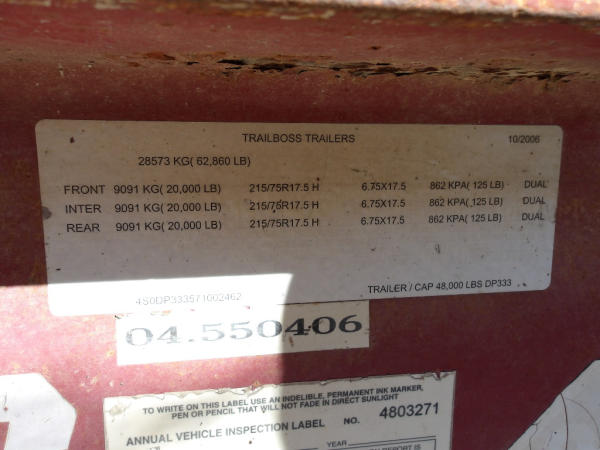 TRAILBOSS TRAILERS 10/2006
28573 KG( 62,860 LB)
FRONT 9091 KG( 20,000 LB) 215/75R17.5 H 6.75X17.5 862 KPA( 125 LB) DUAL
INTER 9091 KG( 20,000 LB) 215/75R17.5 H 6.75X17.5 862 KPA( 125 LB) DUAL
REAR 9091 KG( 20,000 LB) 215/75R17.5 H 6.75X17.5 862 KPA( 125 LB) DUAL
TRAILER / CAP 48,000 LBS DP333
4S0DP333571002462
04.550406
TO WRITE ON THIS LABEL USE AN INDELIBLE, PERMANENT INK MARKER,
PEN OR PENCIL THAT WILL NOT FADE IN DIRECT SUNLIGHT
ANNUAL VEHICLE INSPECTION LABEL NO. 4803271
YEAR
REPORT IS